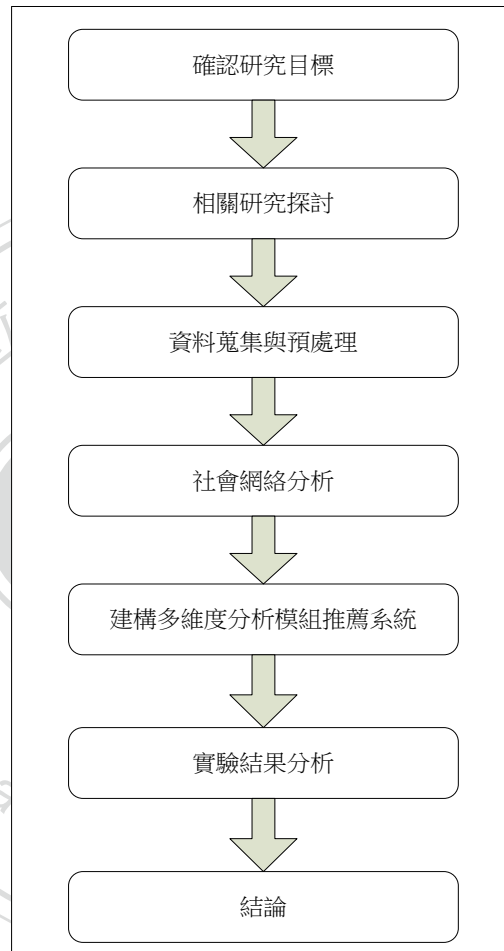 確認研究目標
相關研究探討
資料蒐集與預處理
社會網絡分析
建構多維度分析模組推薦系統
實驗結果分析
結論